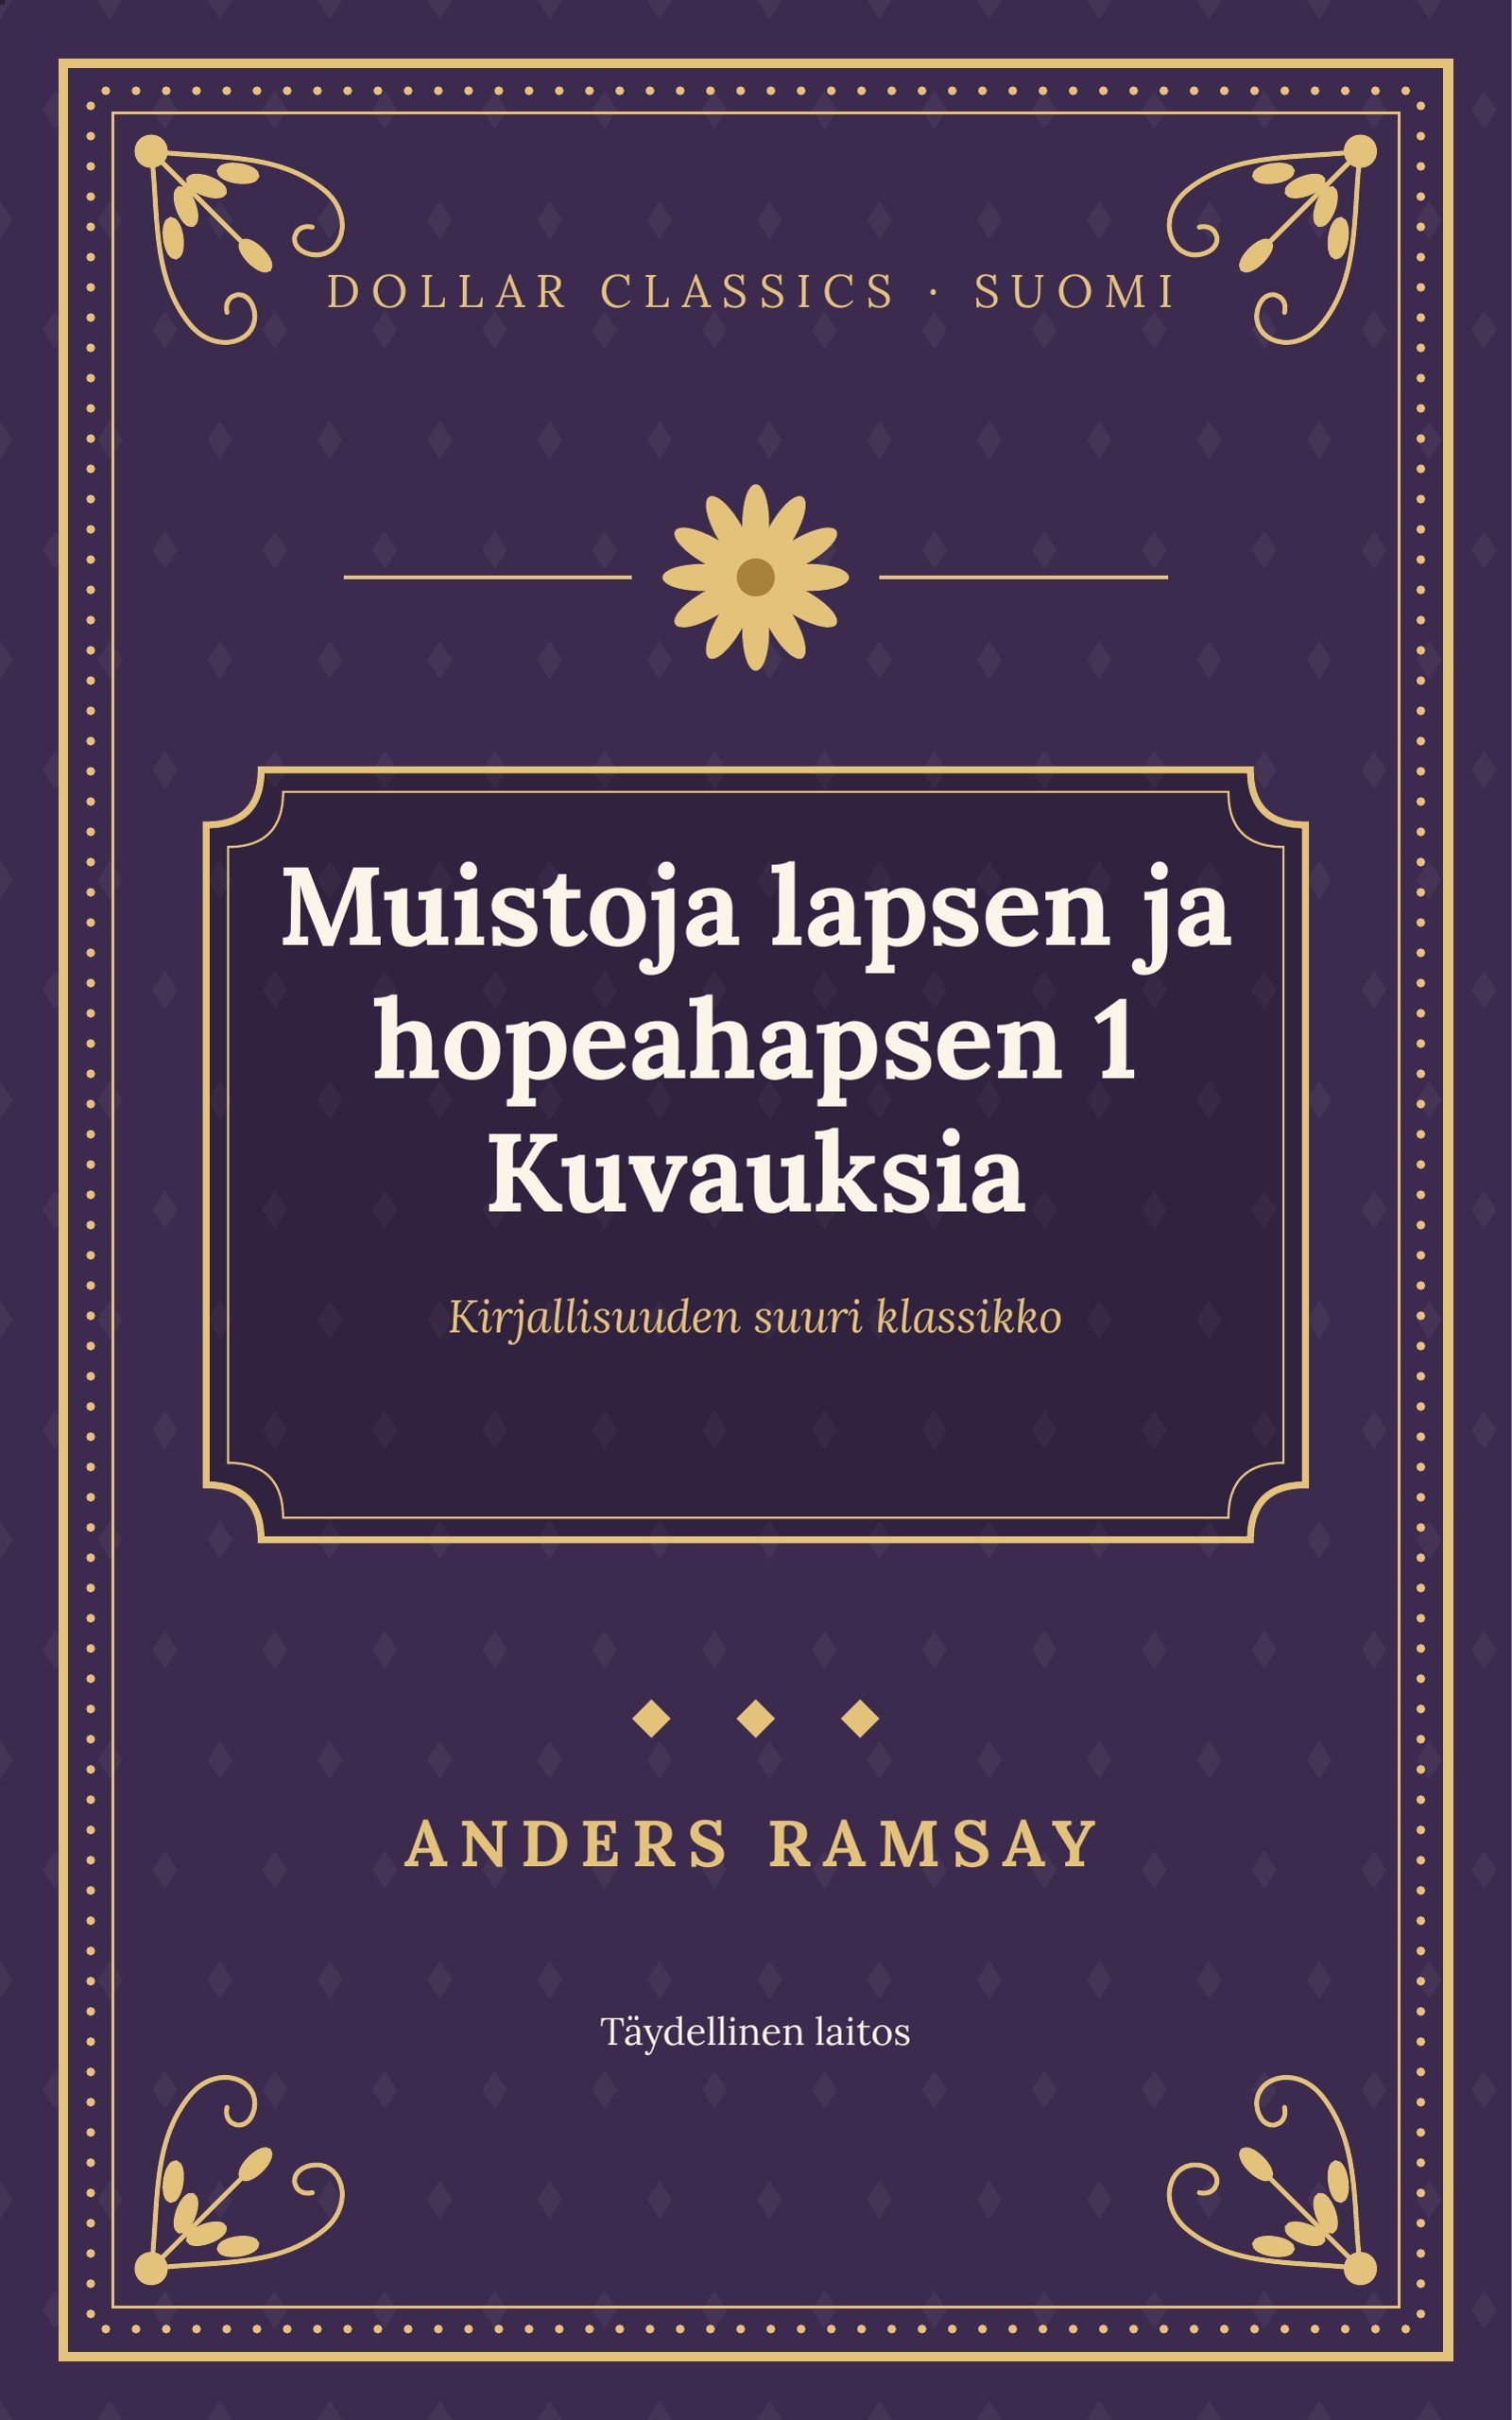 DOLLAR CLASSICS · SUOMI
Muistoja lapsen ja
hopeahapsen 1
Kuvauksia
Kirjallisuuden suuri klassikko
ANDERS RAMSAY
Täydellinen laitos